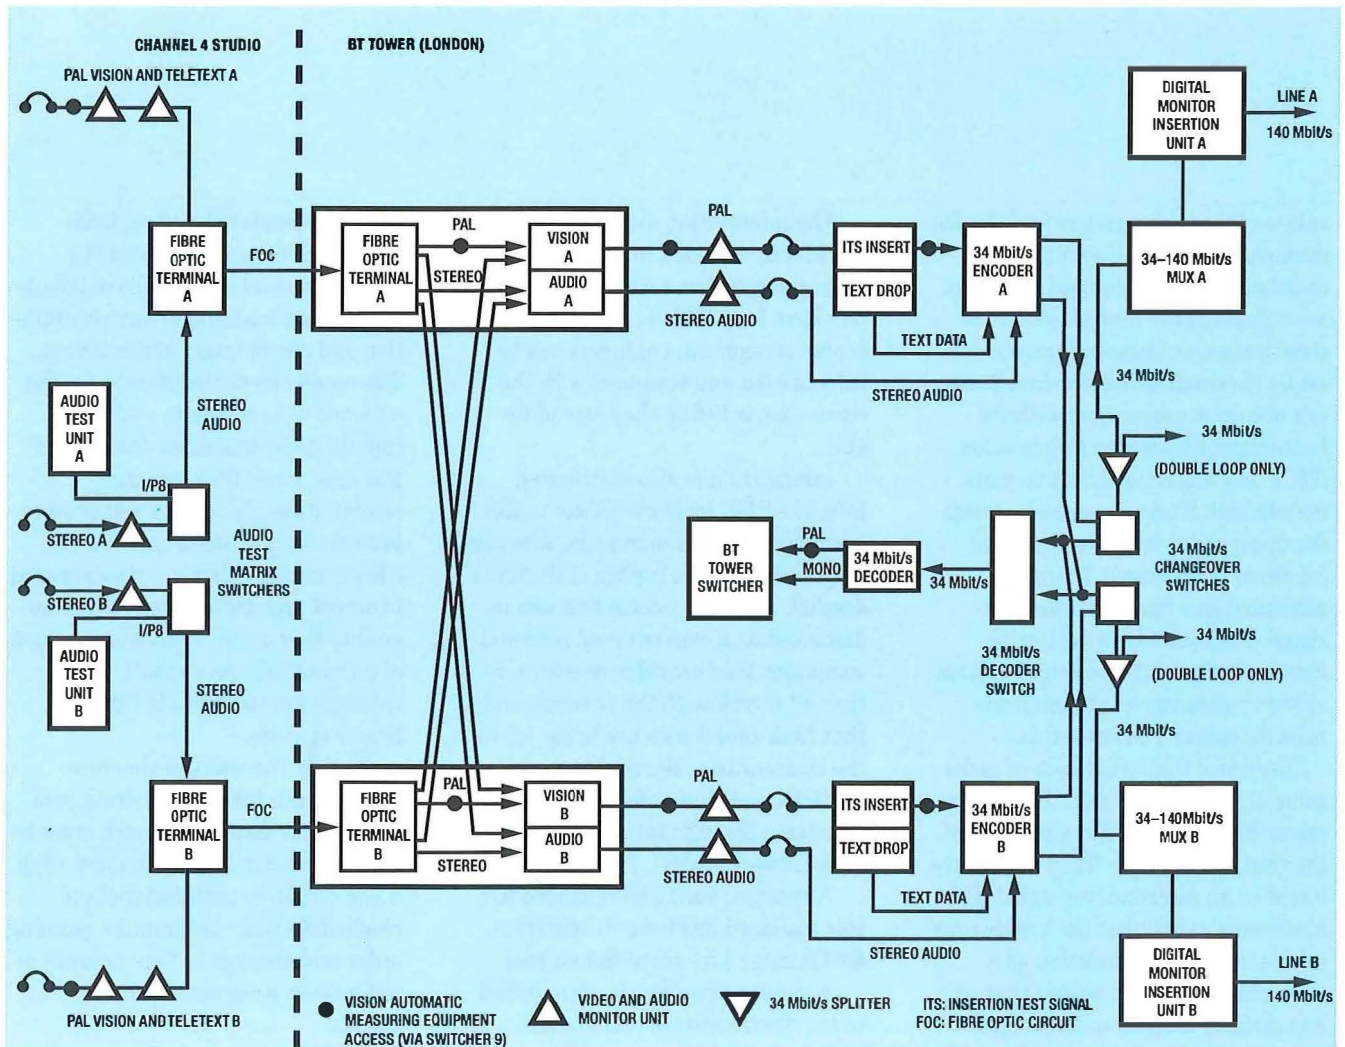 CHANNEL 4 STUDIO
BT TOWER (LONDON)
PAL VISION AND TELETEXT A
FIBRE
OPTIC
TERMINAL
A
FOC
FIBRE
OPTIC
TERMINAL
A
PAL
STEREO
VISION
A
AUDIO
A
PAL
STEREO AUDIO
ITS INSERT
TEXT DROP
TEXT DATA
STEREO AUDIO
34 Mbit/s
ENCODER
A
DIGITAL
MONITOR
INSERTION
UNIT A
LINE A
140 Mbit/s
34–140 Mbit/s
MUX A
34 Mbit/s
34 Mbit/s
(DOUBLE LOOP ONLY)
AUDIO
TEST
UNIT
A
STEREO
AUDIO
I/P8
STEREO A
AUDIO
TEST
MATRIX
SWITCHERS
STEREO B
I/P8
AUDIO
TEST
UNIT
B
STEREO
AUDIO
BT
TOWER
SWITCHER
PAL
MONO
34 Mbit/s
DECODER
34 Mbit/s
34 Mbit/s
DECODER
SWITCH
34 Mbit/s
CHANGEOVER
SWITCHES
34 Mbit/s
(DOUBLE LOOP ONLY)
34 Mbit/s
FIBRE
OPTIC
TERMINAL
B
FOC
FIBRE
OPTIC
TERMINAL
B
PAL
STEREO
VISION
B
AUDIO
B
PAL
STEREO AUDIO
ITS INSERT
TEXT DROP
TEXT DATA
STEREO AUDIO
34 Mbit/s
ENCODER
B
34–140Mbit/s
MUX B
DIGITAL
MONITOR
INSERTION
UNIT B
LINE B
140 Mbit/s
PAL VISION AND TELETEXT B
VISION AUTOMATIC
MEASURING EQUIPMENT
ACCESS (VIA SWITCHER 9)
VIDEO AND AUDIO
MONITOR UNIT
34 Mbit/s SPLITTER
ITS: INSERTION TEST SIGNAL
FOC: FIBRE OPTIC CIRCUIT